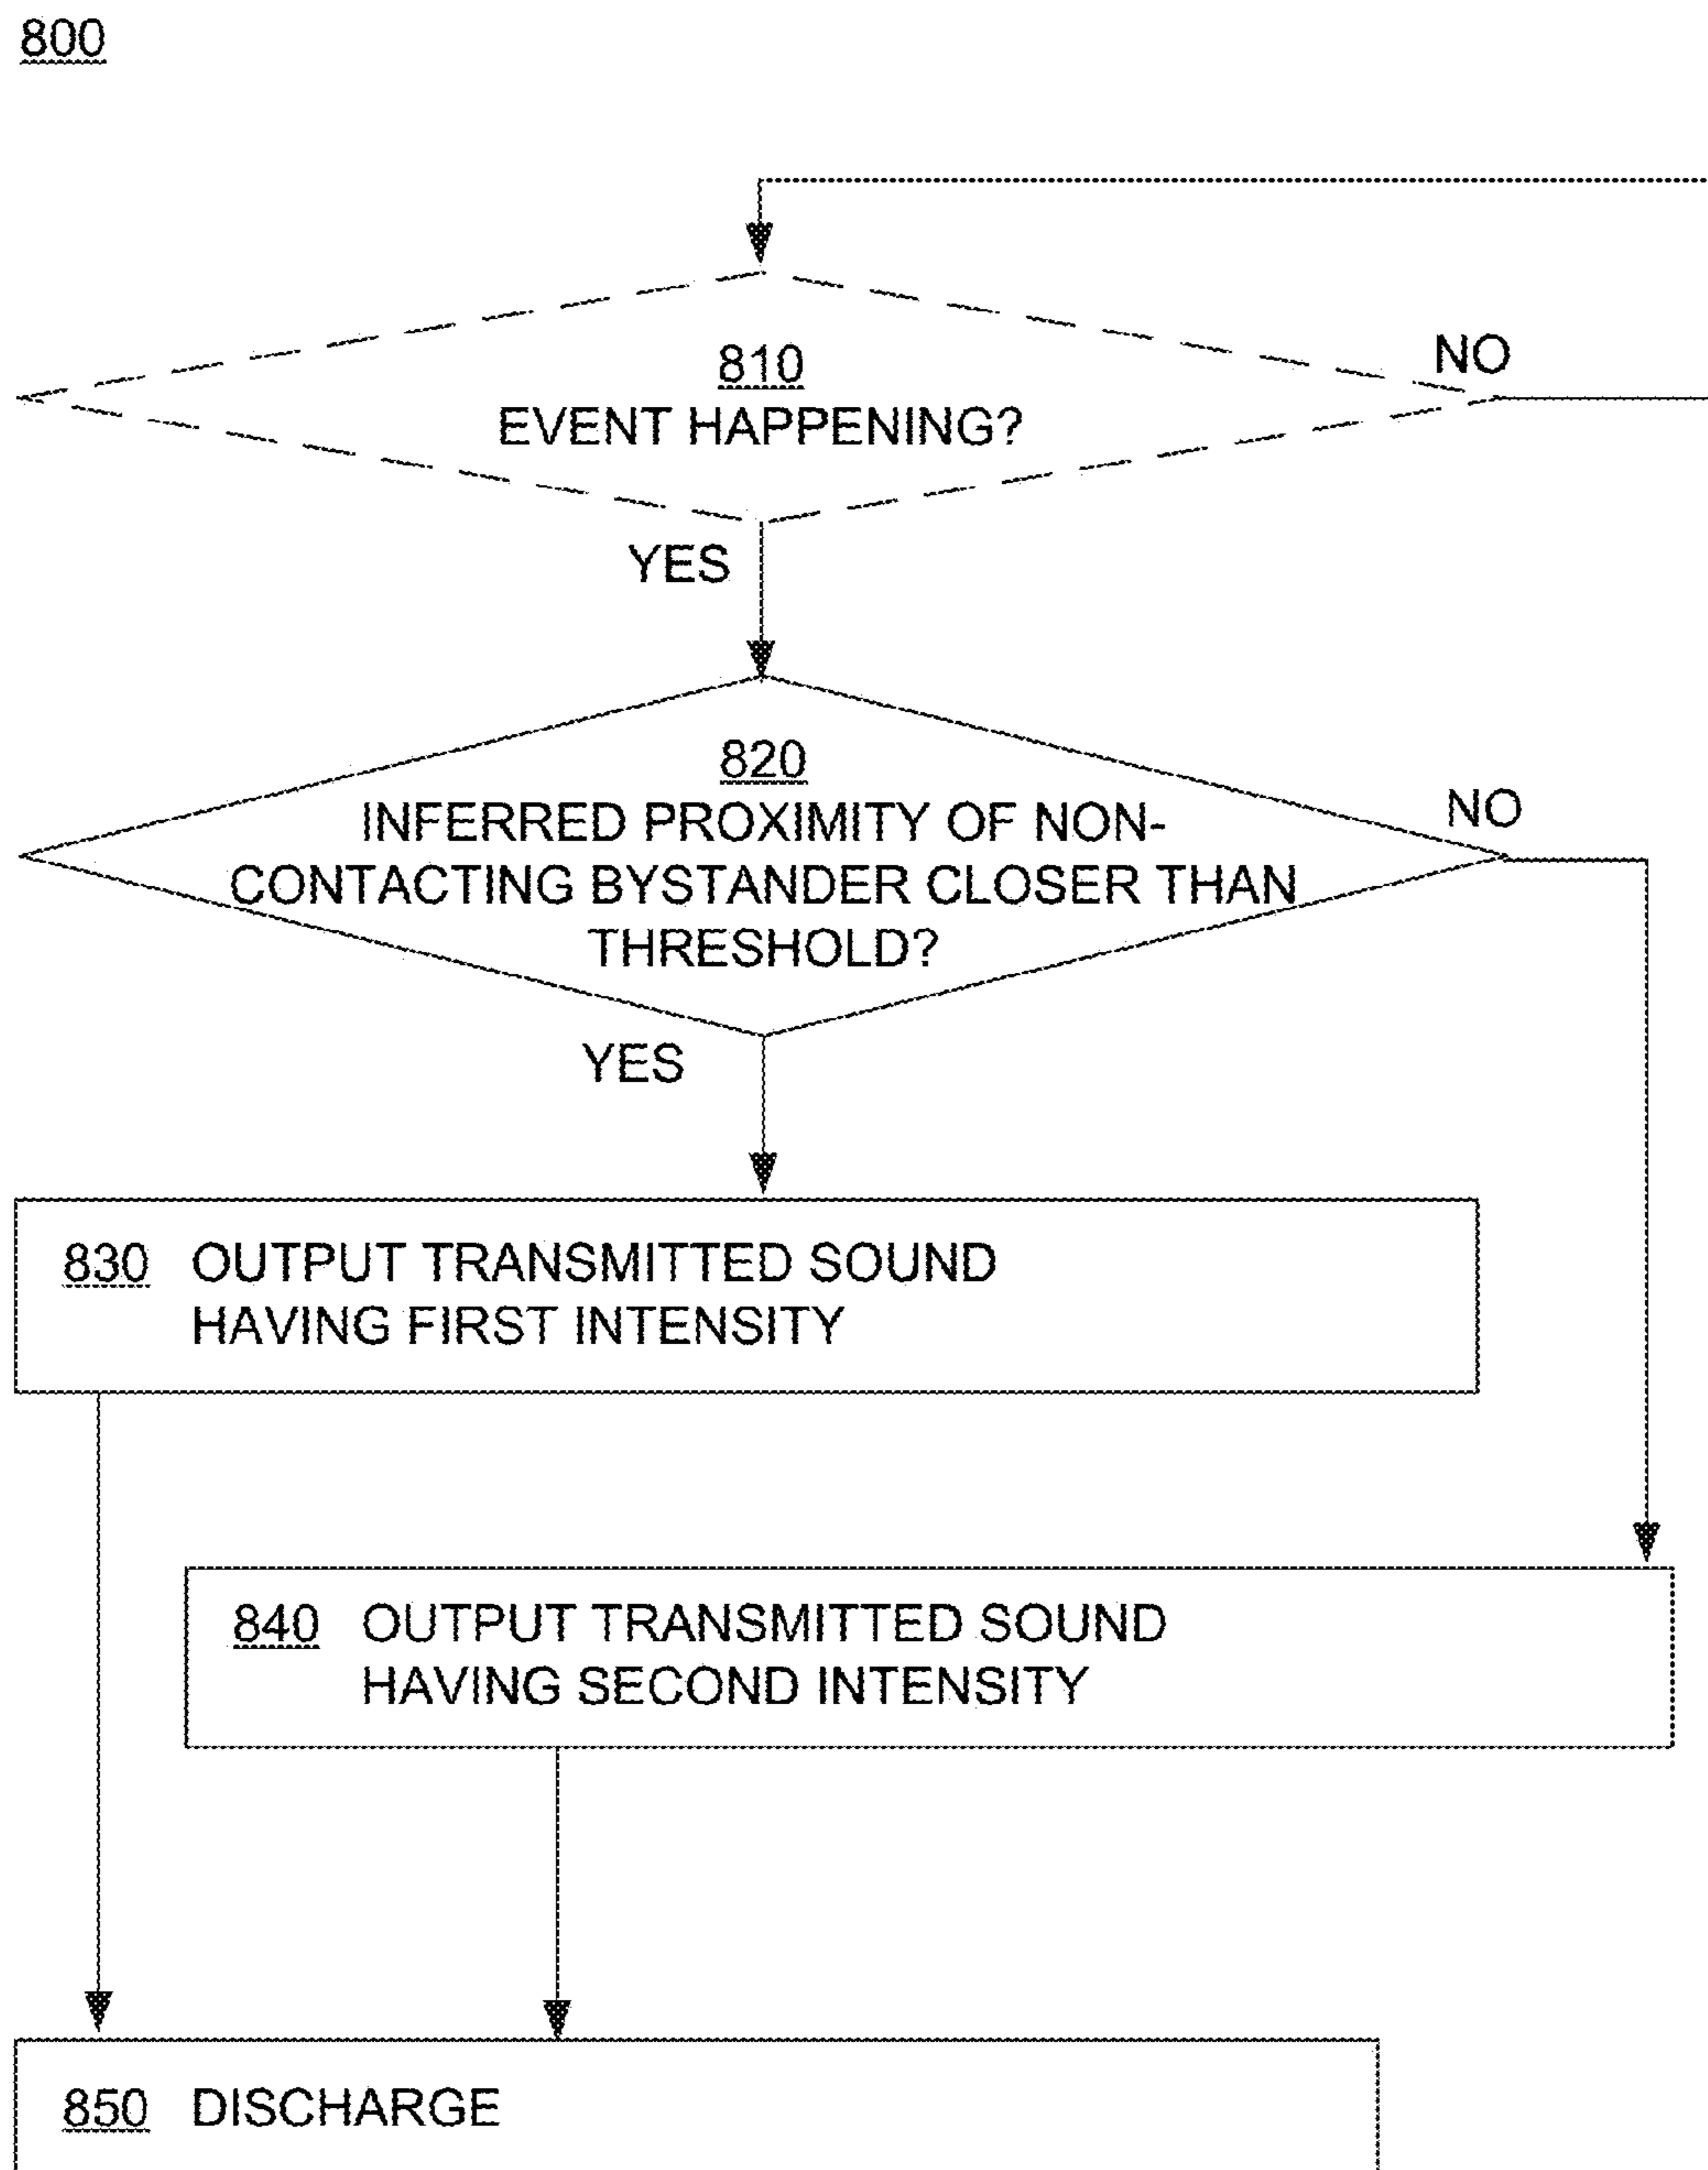 800
810
EVENT HAPPENING?
NO
YES
820
INFERRED PROXIMITY OF NON-
CONTACTING BYSTANDER CLOSER THAN
THRESHOLD?
NO
YES
830 OUTPUT TRANSMITTED SOUND
HAVING FIRST INTENSITY
840 OUTPUT TRANSMITTED SOUND
HAVING SECOND INTENSITY
850 DISCHARGE